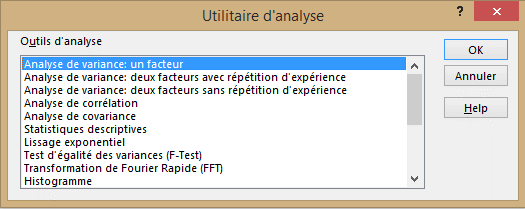 Utilitaire d'analyse
?
Outils d'analyse
Analyse de variance: un facteur
Analyse de variance: deux facteurs avec répétition d'expérience
Analyse de variance: deux facteurs sans répétition d'expérience
Analyse de corrélation
Analyse de covariance
Statistiques descriptives
Lissage exponentiel
Test d'égalité des variances (F-Test)
Transformation de Fourier Rapide (FFT)
Histogramme
OK
Annuler
Help